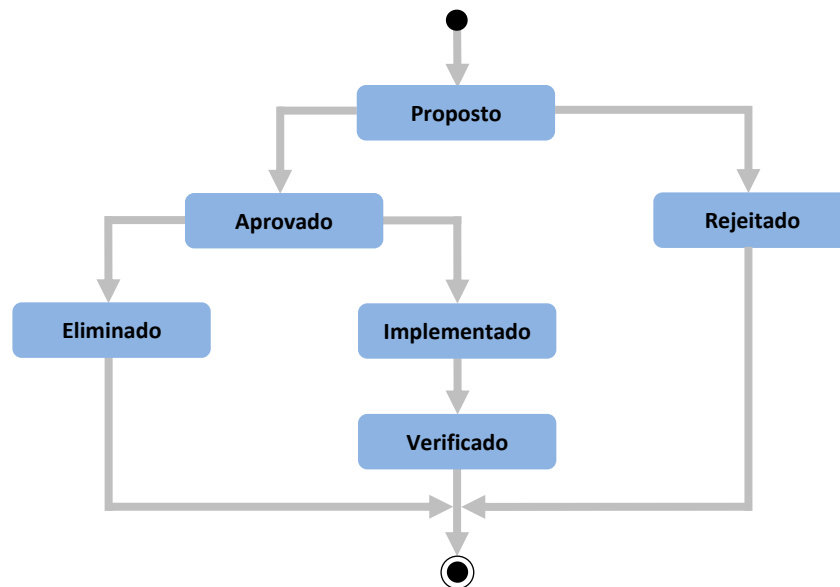 Proposto
Aprovado
Rejeitado
Eliminado
Implementado
Verificado